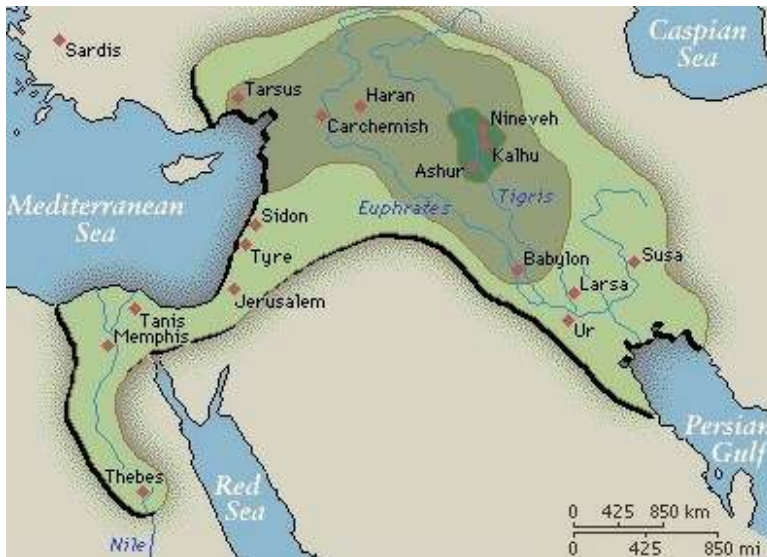 Caspian
Sea
Sardis
Tarsus
Haran
Carchemish
Nineveh
Kalhu
Ashur
Tigris
Euphrates
Mediterranean
Sea
Sidon
Tyre
Babylon
Susa
Larsa
Jerusalem
Ur
Tanis
Memphis
Persian
Gulf
Thebes
Red
Sea
Nile
0 425 850 km
0 425 850 mi